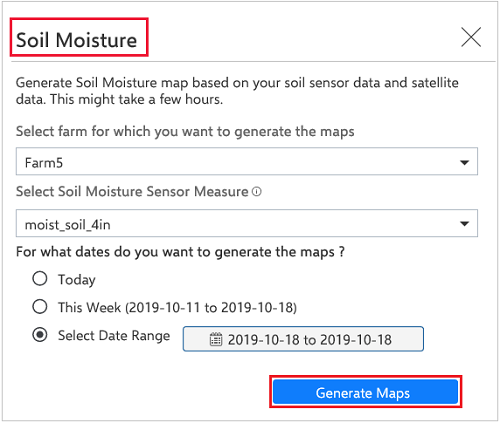 Soil Moisture
Generate Soil Moisture map based on your soil sensor data and satellite
data. This might take a few hours.
Select farm for which you want to generate the maps
Farm5
Select Soil Moisture Sensor Measure
moist_soil_4in
For what dates do you want to generate the maps ?
Today
This Week (2019-10-11 to 2019-10-18)
Select Date Range 2019-10-18 to 2019-10-18
Generate Maps